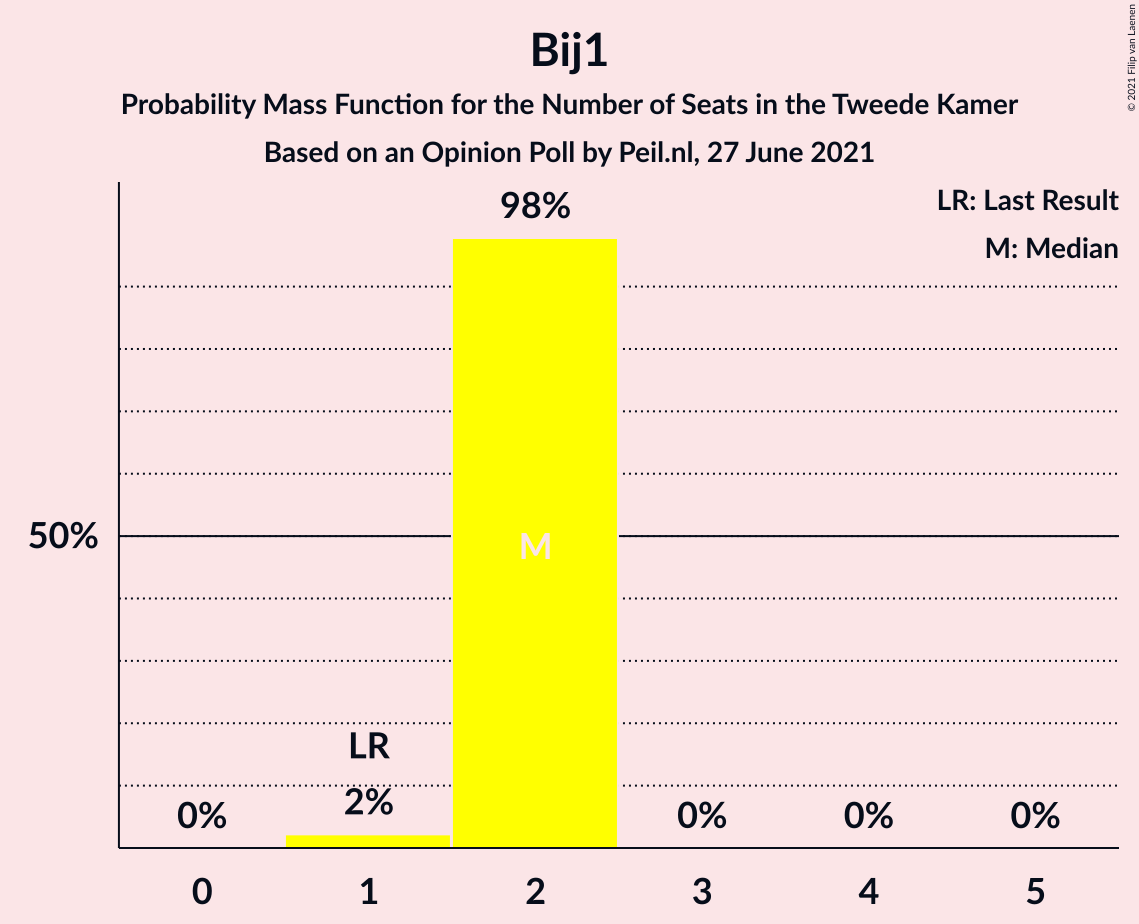 Bij1
Probability Mass Function for the Number of Seats in the Tweede Kamer
Based on an Opinion Poll by Peil.nl, 27 June 2021
© 2021 Filip van Laenen
LR: Last Result
M: Median
98%
50%
M
LR
0%
2%
0%
0%
0%
0
1
2
3
4
5